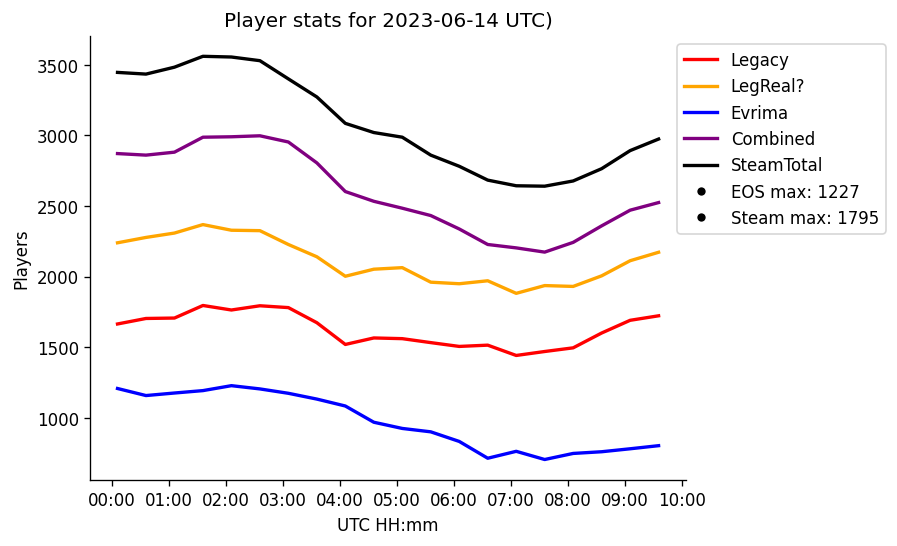 Player stats for 2023-06-14 UTC)
Legacy
LegReal?
Evrima
Combined
SteamTotal
EOS max: 1227
Steam max: 1795
Players
3500
3000
2500
2000
1500
1000
00:00 01:00 02:00 03:00 04:00 05:00 06:00 07:00 08:00 09:00 10:00
UTC HH:mm